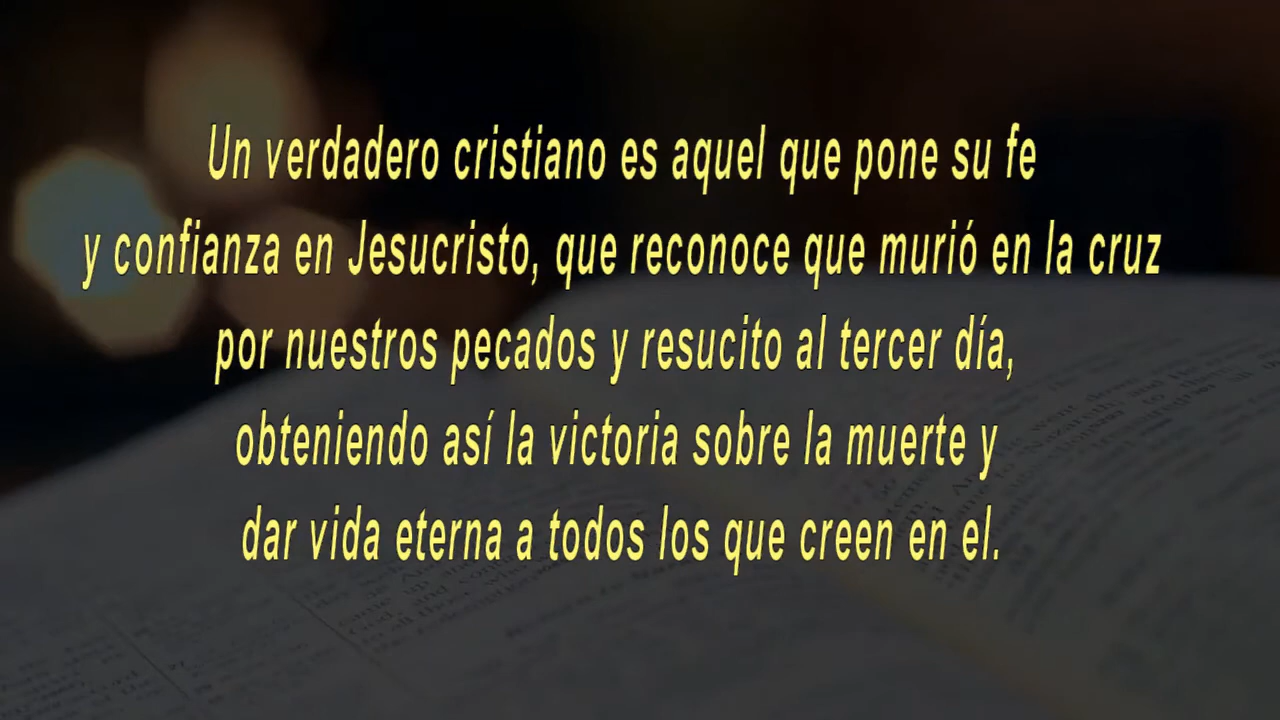 Un verdadero cristiano es aquel que pone su fe
y confianza en Jesucristo, que reconoce que murió en la cruz
por nuestros pecados y resucito al tercer día,
obteniendo así la victoria sobre la muerte y
dar vida eterna a todos los que creen en el.